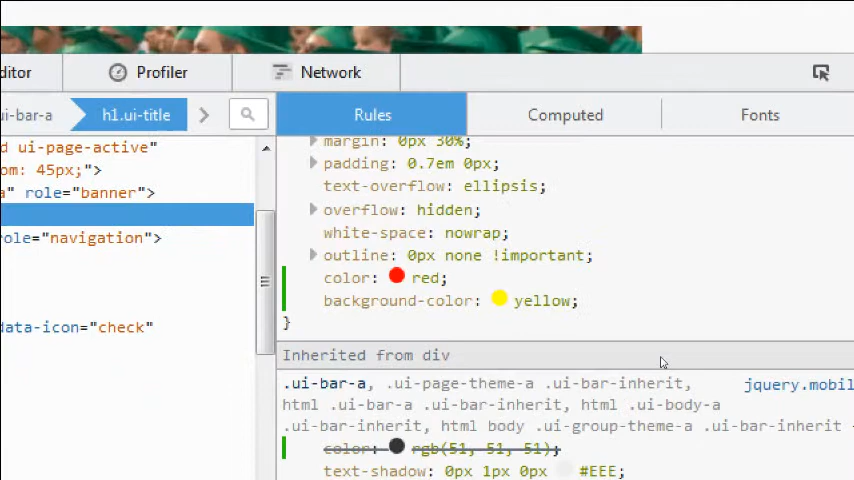 ditor Profiler Network
ui-bar-a h1.ui-title Rules Computed Fonts
d ui-page-active" margin: 0px 30%;
om: 45px;"> padding: 0.7em 0px;
a" role="banner"> text-overflow: ellipsis;
overflow: hidden;
role="navigation"> white-space: nowrap;
outline: 0px none !important;
color: red;
background-color: yellow;
data-icon="check" }
Inherited from div
.ui-bar-a, .ui-page-theme-a .ui-bar-inherit, jquery.mobil
html .ui-bar-a .ui-bar-inherit, html .ui-body-a
.ui-bar-inherit, html body .ui-group-theme-a .ui-bar-inherit
color: rgb(51, 51, 51);
text-shadow: 0px 1px 0px #EEE;